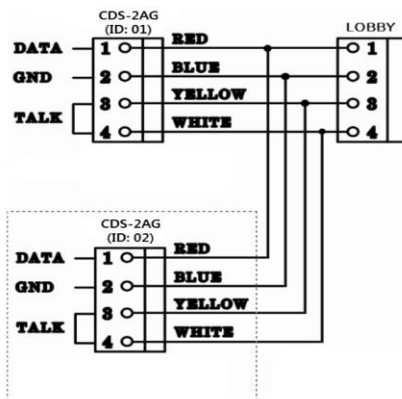 CDS-2AG
(ID: 01)
LOBBY
DATA 1 RED 1
GND 2 BLUE 2
TALK 3 YELLOW 3
4 WHITE 4
CDS-2AG
(ID: 02)
DATA 1 RED
GND 2 BLUE
TALK 3 YELLOW
4 WHITE